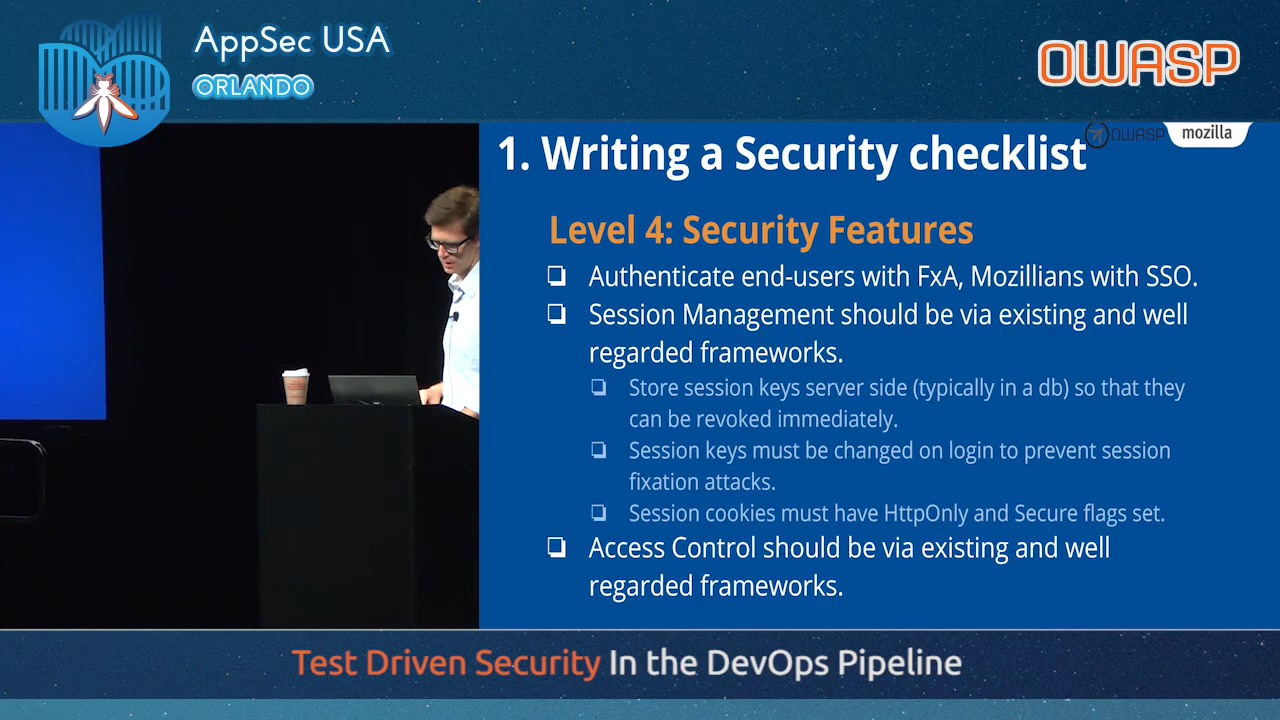 AppSec USA
ORLANDO
OWASP
OWASP
mozilla
1. Writing a Security checklist
Level 4: Security Features
❏ Authenticate end-users with FxA, Mozillians with SSO.
❏ Session Management should be via existing and well
regarded frameworks.
❏ Store session keys server side (typically in a db) so that they
can be revoked immediately.
❏ Session keys must be changed on login to prevent session
fixation attacks.
❏ Session cookies must have HttpOnly and Secure flags set.
❏ Access Control should be via existing and well
regarded frameworks.
Test Driven Security In the DevOps Pipeline